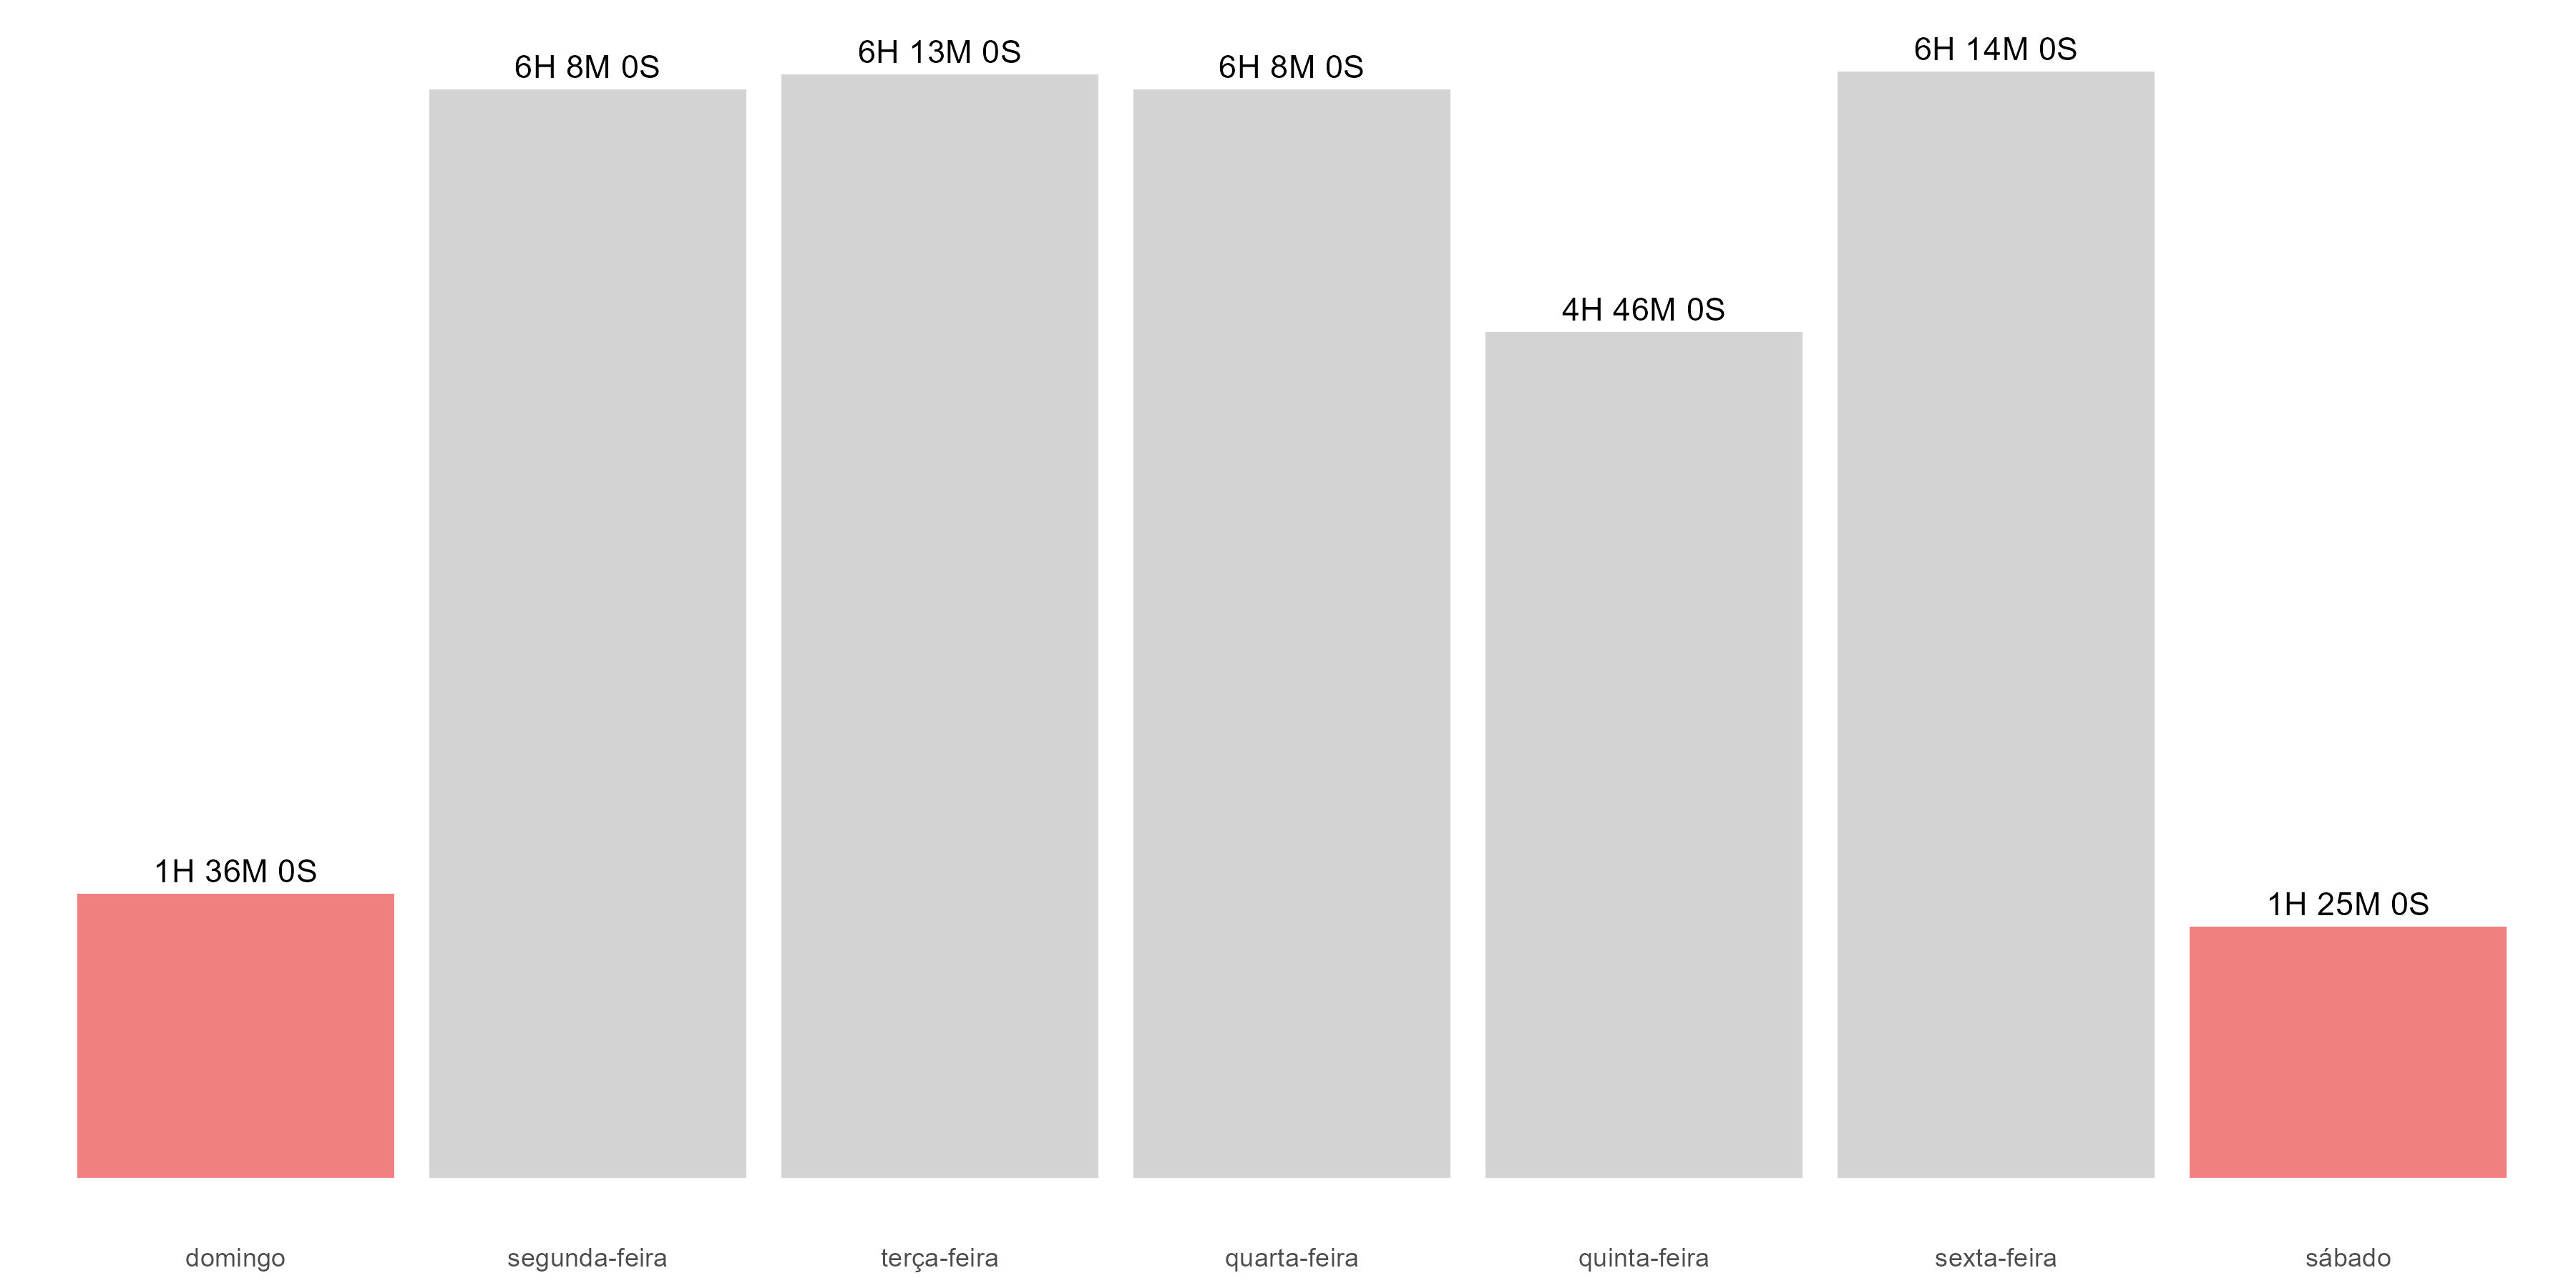 1H 36M 0S
6H 8M 0S
6H 13M 0S
6H 8M 0S
4H 46M 0S
6H 14M 0S
1H 25M 0S
domingo
segunda-feira
terça-feira
quarta-feira
quinta-feira
sexta-feira
sábado